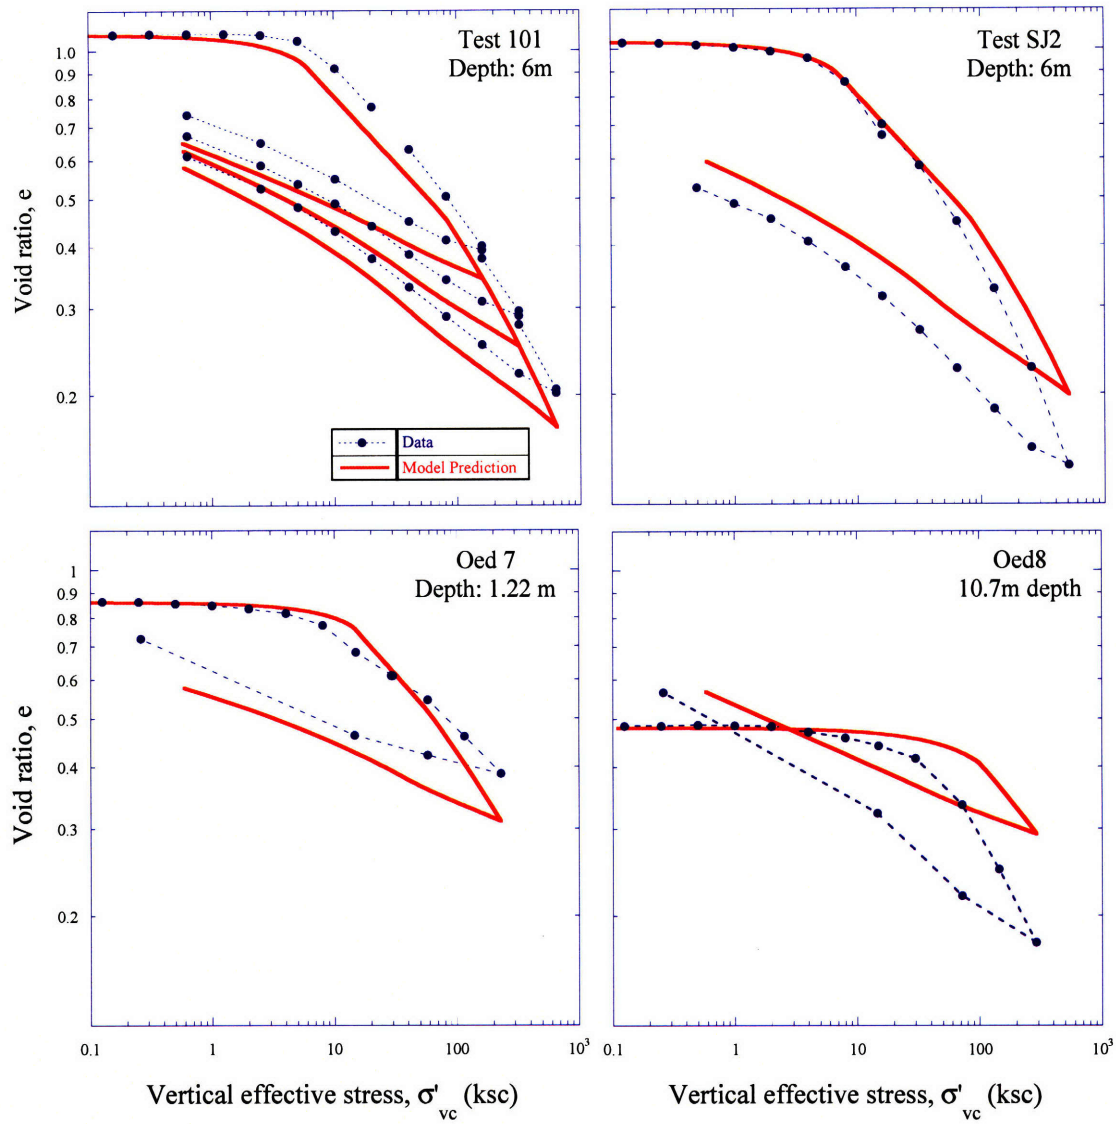 Test 101
Depth: 6m
Test SJ2
Depth: 6m
1.0
0.9
0.8
0.7
0.6
0.5
0.4
0.3
0.2
Void ratio, e
Data
Model Prediction
Oed 7
Depth: 1.22 m
Oed8
10.7m depth
1
0.9
0.8
0.7
0.6
0.5
0.4
0.3
0.2
Void ratio, e
0.1 1 10 100 10³
0.1 1 10 100 10³
Vertical effective stress, σ'vc (ksc)
Vertical effective stress, σ'vc (ksc)